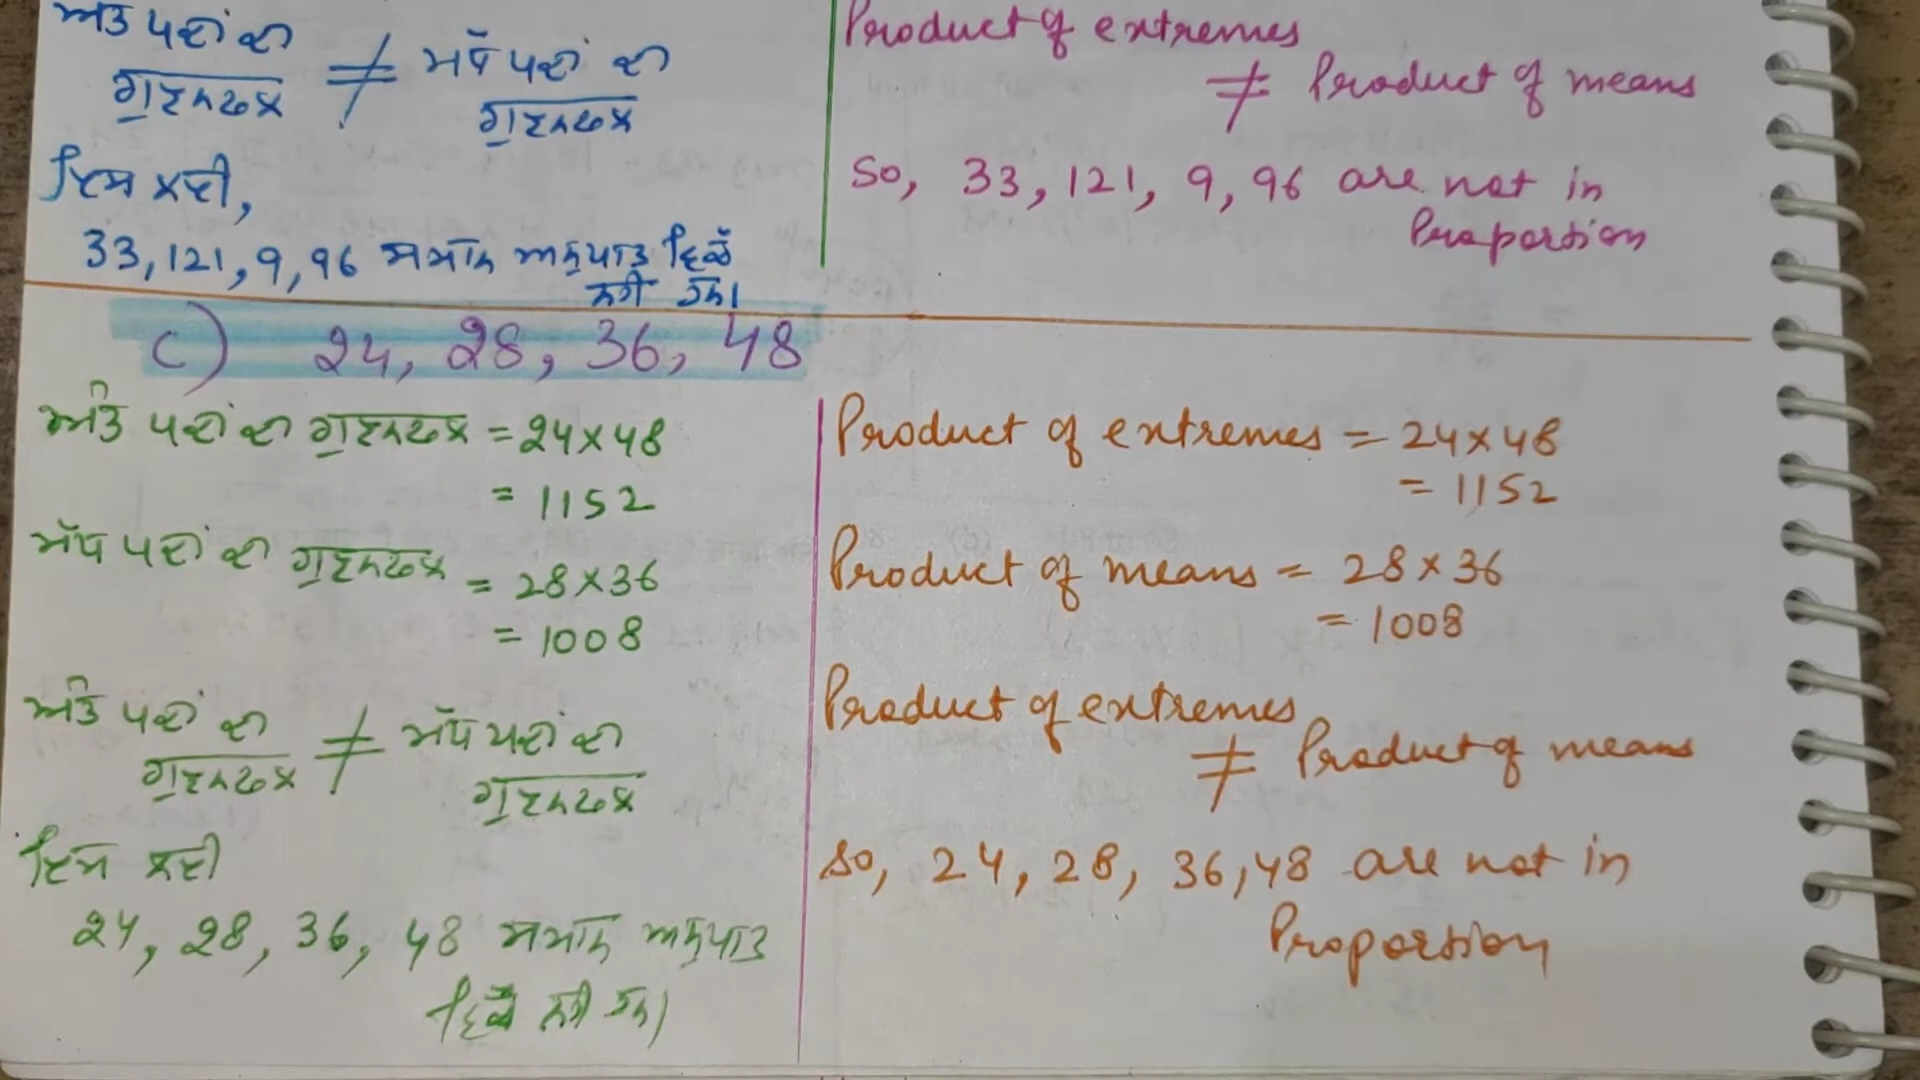 ਅੰਤ ਪਦਾਂ ਦਾ
ਗੁਣਨਫਲ ≠ ਮੱਧ ਪਦਾਂ ਦਾ
ਗੁਣਨਫਲ
ਇਸ ਲਈ,
33, 121, 9, 96 ਸਮਾਨ ਅਨੁਪਾਤ ਵਿੱਚ
ਨਹੀਂ ਹਨ।
Product of extremes
≠ Product of means
So, 33, 121, 9, 96 are not in
Proportion
C) 24, 28, 36, 48
ਅੰਤ ਪਦਾਂ ਦਾ ਗੁਣਨਫਲ = 24×48
= 1152
ਮੱਧ ਪਦਾਂ ਦਾ ਗੁਣਨਫਲ = 28×36
= 1008
ਅੰਤ ਪਦਾਂ ਦਾ
ਗੁਣਨਫਲ ≠ ਮੱਧ ਪਦਾਂ ਦਾ
ਗੁਣਨਫਲ
ਇਸ ਲਈ
24, 28, 36, 48 ਸਮਾਨ ਅਨੁਪਾਤ
ਵਿੱਚ ਨਹੀਂ ਹਨ।
Product of extremes = 24×48
= 1152
Product of means = 28×36
= 1008
Product of extremes
≠ Product of means
So, 24, 28, 36, 48 are not in
Proportion